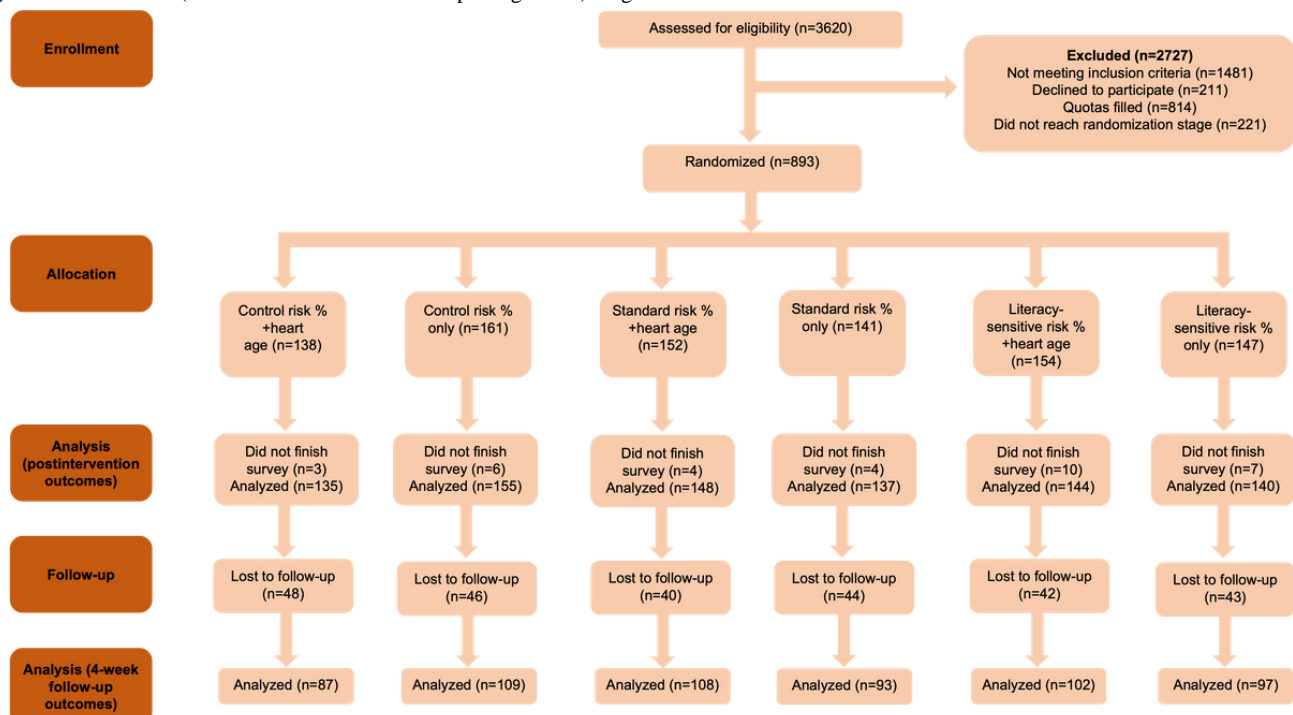 Enrollment
Assessed for eligibility (n=3620)
Excluded (n=2727)
Not meeting inclusion criteria (n=1481)
Declined to participate (n=211)
Quotas filled (n=814)
Did not reach randomization stage (n=221)
Randomized (n=893)
Allocation
Control risk %
+heart
age (n=138)
Control risk %
only (n=161)
Standard risk %
+heart age
(n=152)
Standard risk %
only (n=141)
Literacy-
sensitive risk %
+heart age
(n=154)
Literacy-
sensitive risk %
only (n=147)
Analysis
(postintervention
outcomes)
Did not finish
survey (n=3)
Analyzed (n=135)
Did not finish
survey (n=6)
Analyzed (n=155)
Did not finish
survey (n=4)
Analyzed (n=148)
Did not finish
survey (n=4)
Analyzed (n=137)
Did not finish
survey (n=10)
Analyzed (n=144)
Did not finish
survey (n=7)
Analyzed (n=140)
Follow-up
Lost to follow-up
(n=48)
Lost to follow-up
(n=46)
Lost to follow-up
(n=40)
Lost to follow-up
(n=44)
Lost to follow-up
(n=42)
Lost to follow-up
(n=43)
Analysis (4-week
follow-up
outcomes)
Analyzed (n=87)
Analyzed (n=109)
Analyzed (n=108)
Analyzed (n=93)
Analyzed (n=102)
Analyzed (n=97)